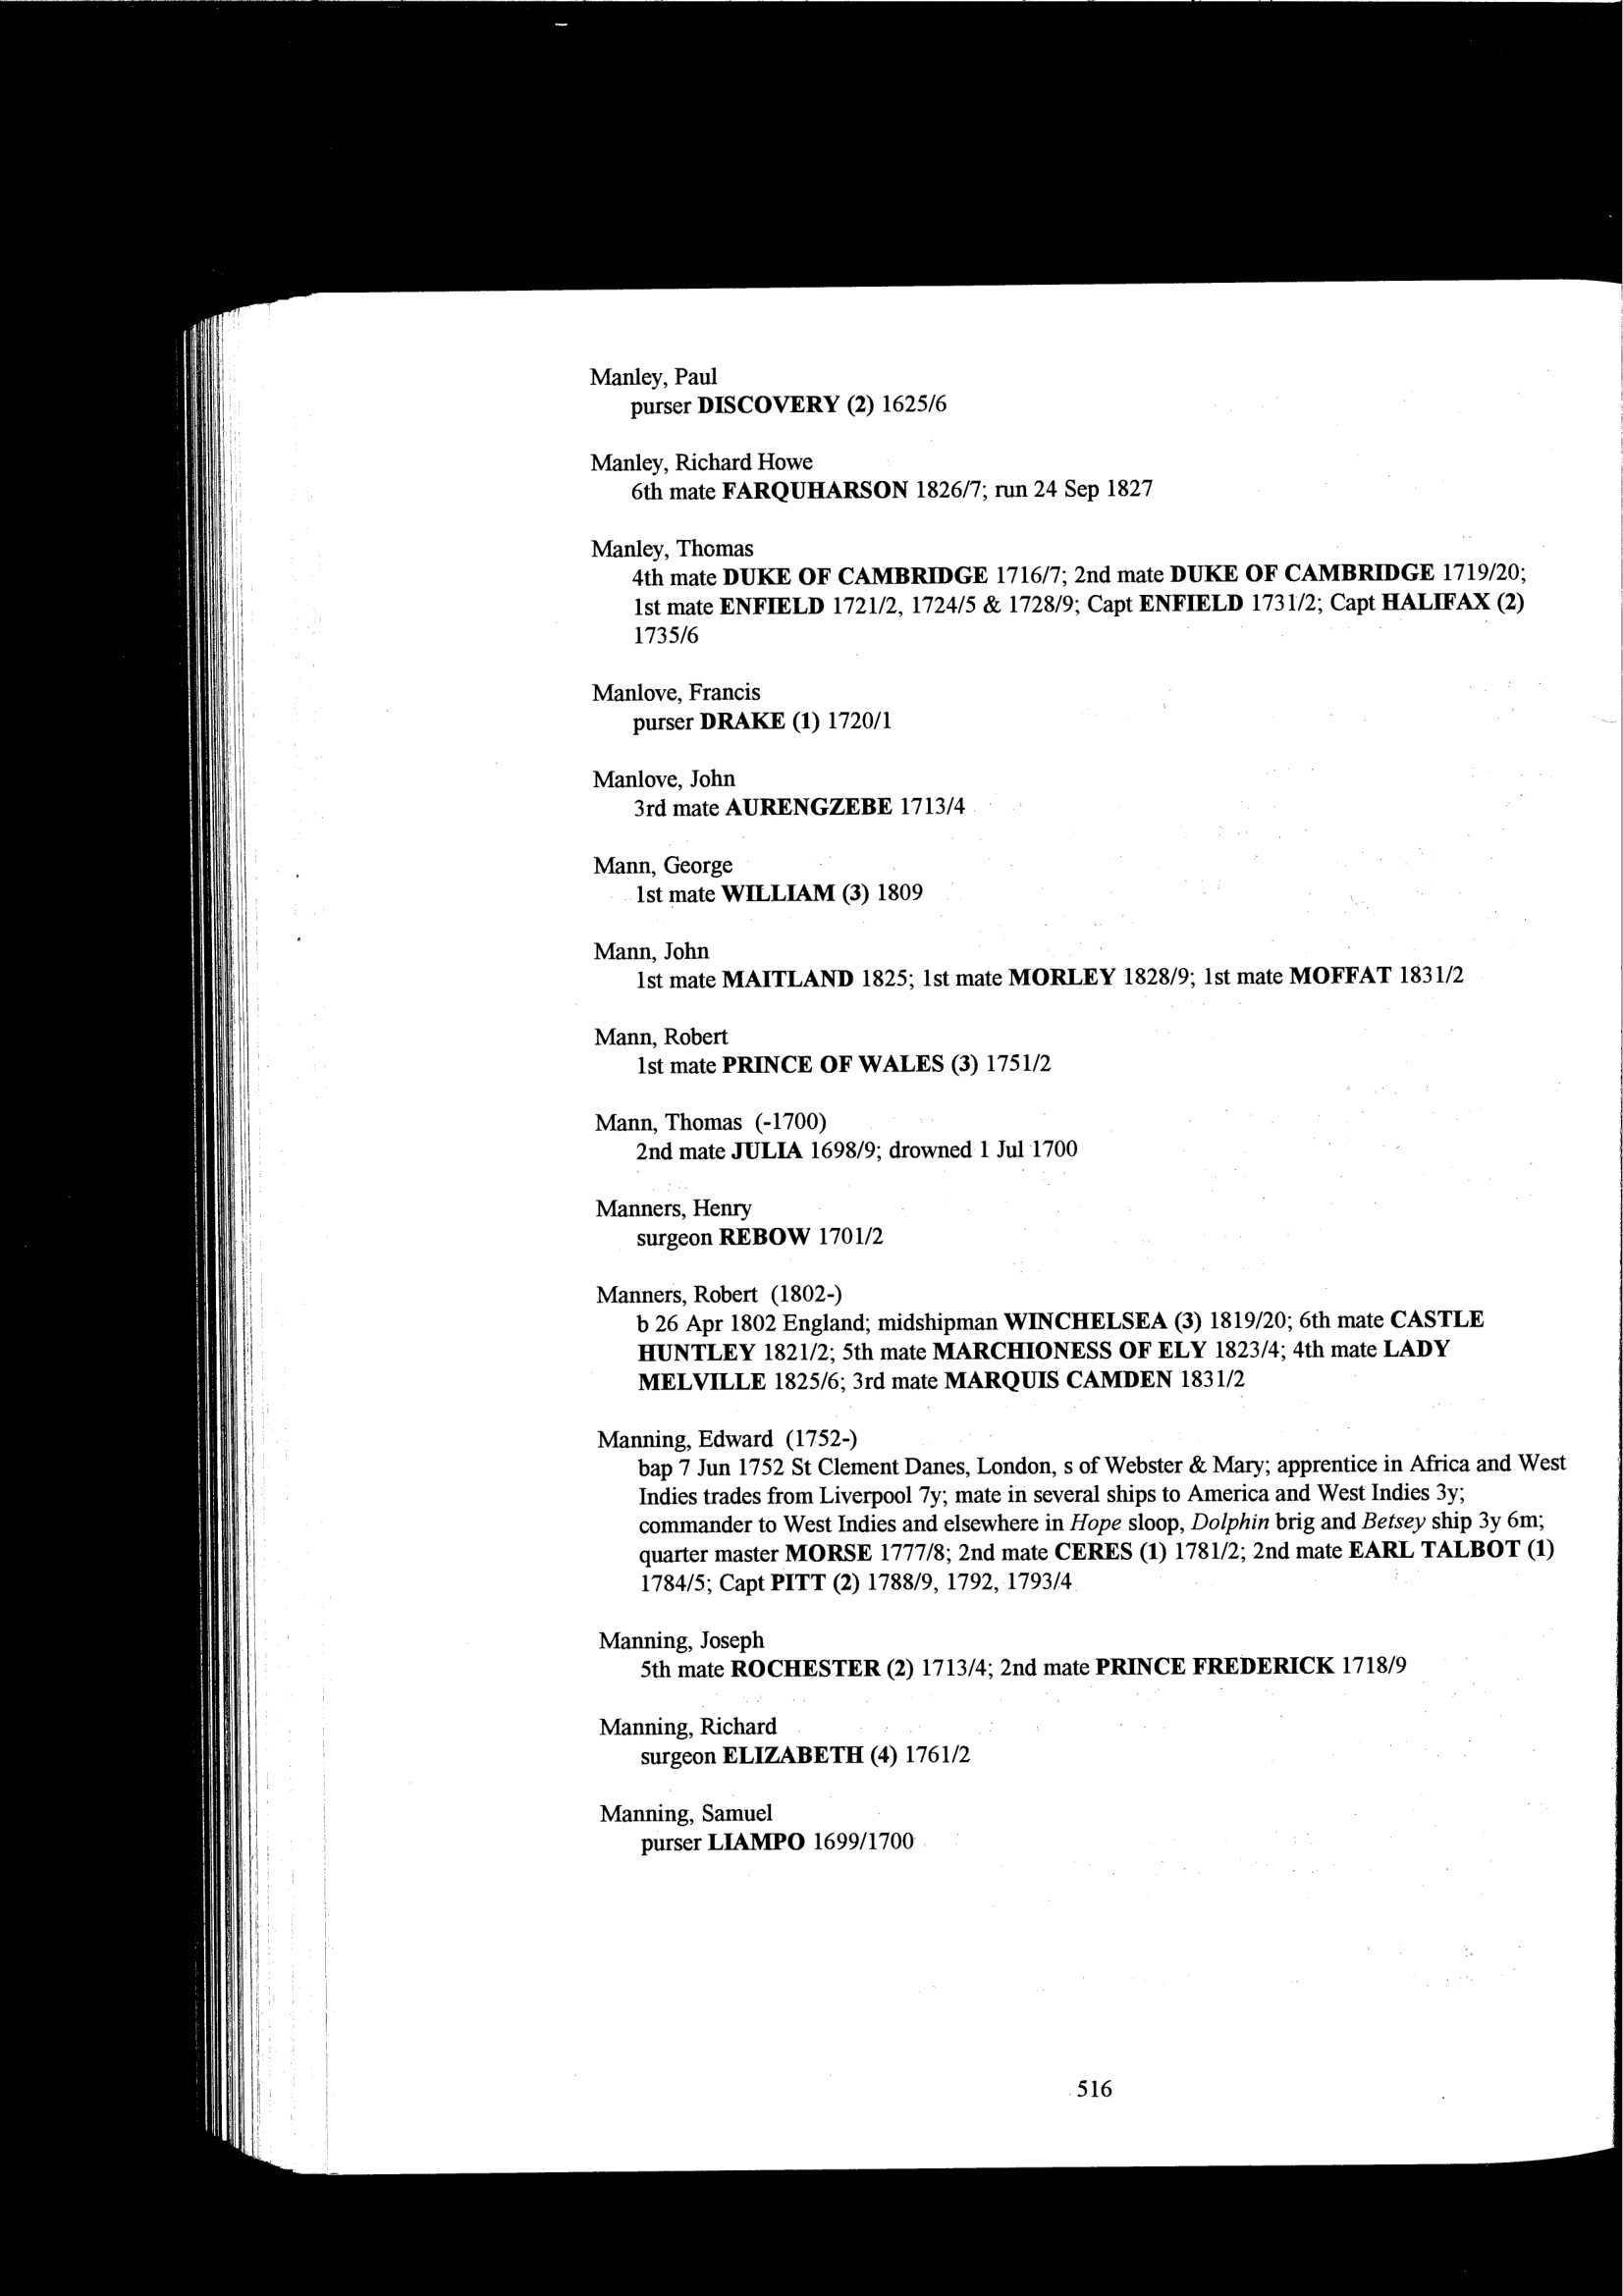 Manley, Paul
purser DISCOVERY (2) 1625/6
Manley, Richard Howe
6th mate FARQUHARSON 1826/7; run 24 Sep 1827
Manley, Thomas
4th mate DUKE OF CAMBRIDGE 1716/7; 2nd mate DUKE OF CAMBRIDGE 1719/20;
1st mate ENFIELD 1721/2, 1724/5 & 1728/9; Capt ENFIELD 1731/2; Capt HALIFAX (2)
1735/6
Manlove, Francis
purser DRAKE (1) 1720/1
Manlove, John
3rd mate AURENGZEBE 1713/4
Mann, George
1st mate WILLIAM (3) 1809
Mann, John
1st mate MAITLAND 1825; 1st mate MORLEY 1828/9; 1st mate MOFFAT 1831/2
Mann, Robert
1st mate PRINCE OF WALES (3) 1751/2
Mann, Thomas (-1700)
2nd mate JULIA 1698/9; drowned 1 Jul 1700
Manners, Henry
surgeon REBOW 1701/2
Manners, Robert (1802-)
b 26 Apr 1802 England; midshipman WINCHELSEA (3) 1819/20; 6th mate CASTLE
HUNTLEY 1821/2; 5th mate MARCHIONESS OF ELY 1823/4; 4th mate LADY
MELVILLE 1825/6; 3rd mate MARQUIS CAMDEN 1831/2
Manning, Edward (1752-)
bap 7 Jun 1752 St Clement Danes, London, s of Webster & Mary; apprentice in Africa and West
Indies trades from Liverpool 7y; mate in several ships to America and West Indies 3y;
commander to West Indies and elsewhere in Hope sloop, Dolphin brig and Betsey ship 3y 6m;
quarter master MORSE 1777/8; 2nd mate CERES (1) 1781/2; 2nd mate EARL TALBOT (1)
1784/5; Capt PITT (2) 1788/9, 1792, 1793/4
Manning, Joseph
5th mate ROCHESTER (2) 1713/4; 2nd mate PRINCE FREDERICK 1718/9
Manning, Richard
surgeon ELIZABETH (4) 1761/2
Manning, Samuel
purser LIAMPO 1699/1700
516